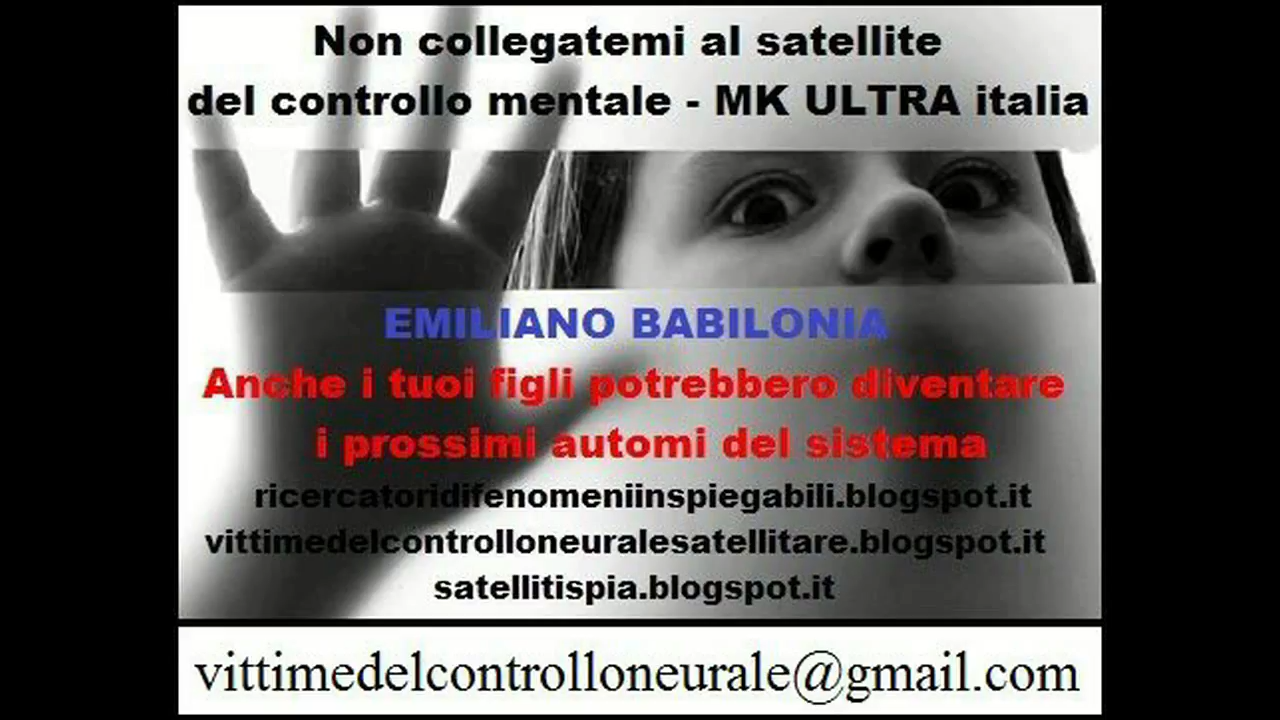 Non collegatemi al satellite
del controllo mentale - MK ULTRA italia
EMILIANO BABILONIA
Anche i tuoi figli potrebbero diventare
i prossimi automi del sistema
ricercatoridifenomeniinspiegabili.blogspot.it
vittimedelcontrolloneuralesatellitare.blogspot.it
satellitispia.blogspot.it
vittimedelcontrolloneurale@gmail.com